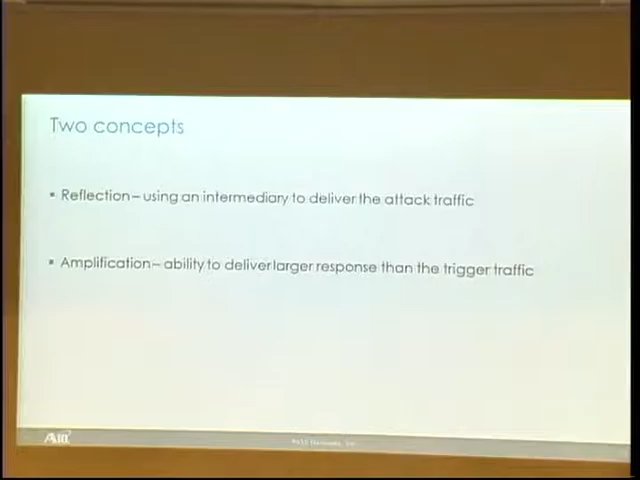 Two concepts
▪ Reflection – using an intermediary to deliver the attack traffic
▪ Amplification – ability to deliver larger response than the trigger traffic
A10